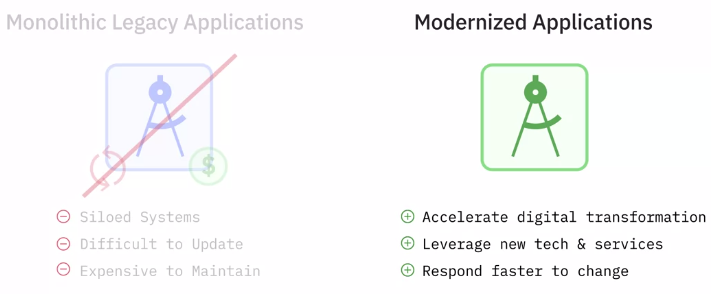 Monolithic Legacy Applications
$
Siloed Systems
Difficult to Update
Expensive to Maintain
Modernized Applications
Accelerate digital transformation
Leverage new tech & services
Respond faster to change